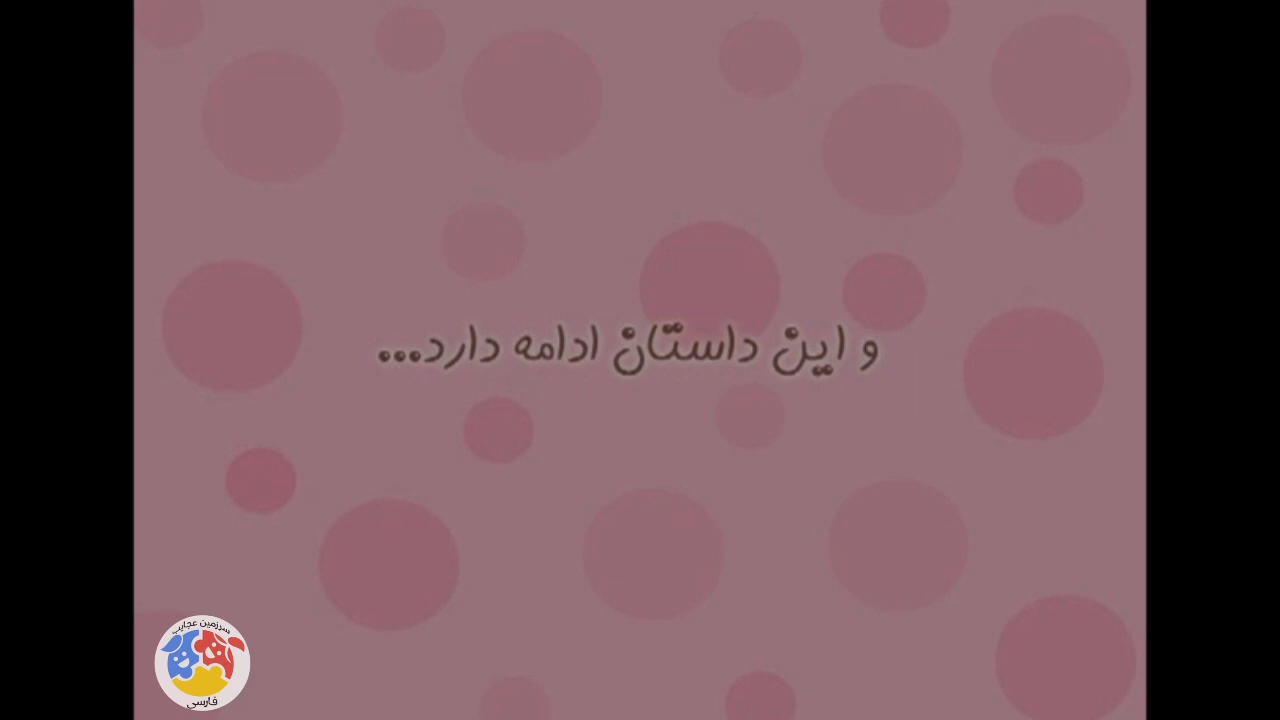 و این داستان ادامه دارد...
سرزمین عجایب
فارسی